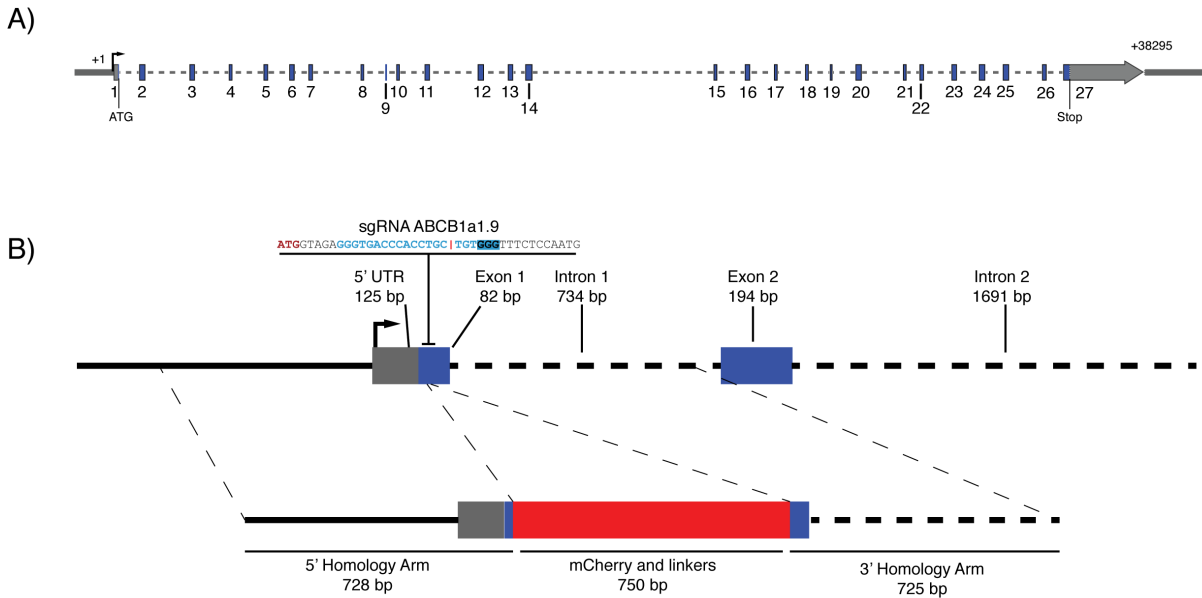 A)
+1
+38295
1 2 3 4 5 6 7 8 10 11 12 13 15 16 17 18 19 20 21 23 24 25 26 27
9 14 22
ATG
Stop
sgRNA ABCB1a1.9
B)
ATGGTAGAGGGTGACCCACCTGC|TGTGGGTTTCTCCAATG
5’ UTR
125 bp
Exon 1
82 bp
Intron 1
734 bp
Exon 2
194 bp
Intron 2
1691 bp
5’ Homology Arm
728 bp
mCherry and linkers
750 bp
3’ Homology Arm
725 bp